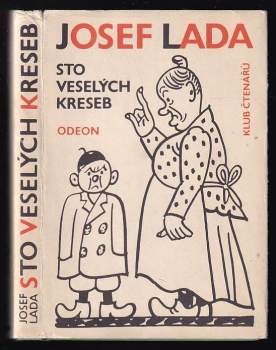 JOSEF LADA
STO
VESELÝCH
KRESEB
ODEON
KLUB ČTENÁŘŮ
JOSEF
LADA
STO VESELÝCH KRESEB